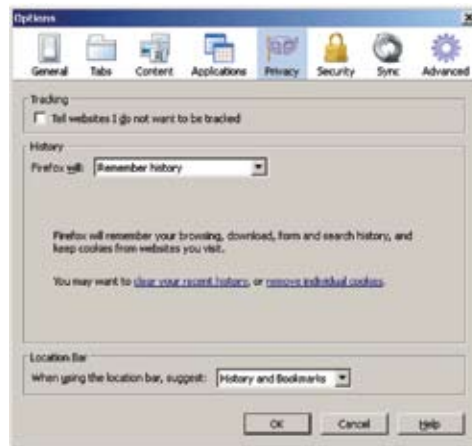 Options
General Tabs Content Applications Privacy Security Sync Advanced
Tracking
Tell websites I do not want to be tracked
History
Firefox will: Remember history
Firefox will remember your browsing, download, form and search history, and
keep cookies from websites you visit.
You may want to clear your recent history, or remove individual cookies.
Location Bar
When using the location bar, suggest: History and Bookmarks
OK Cancel Help